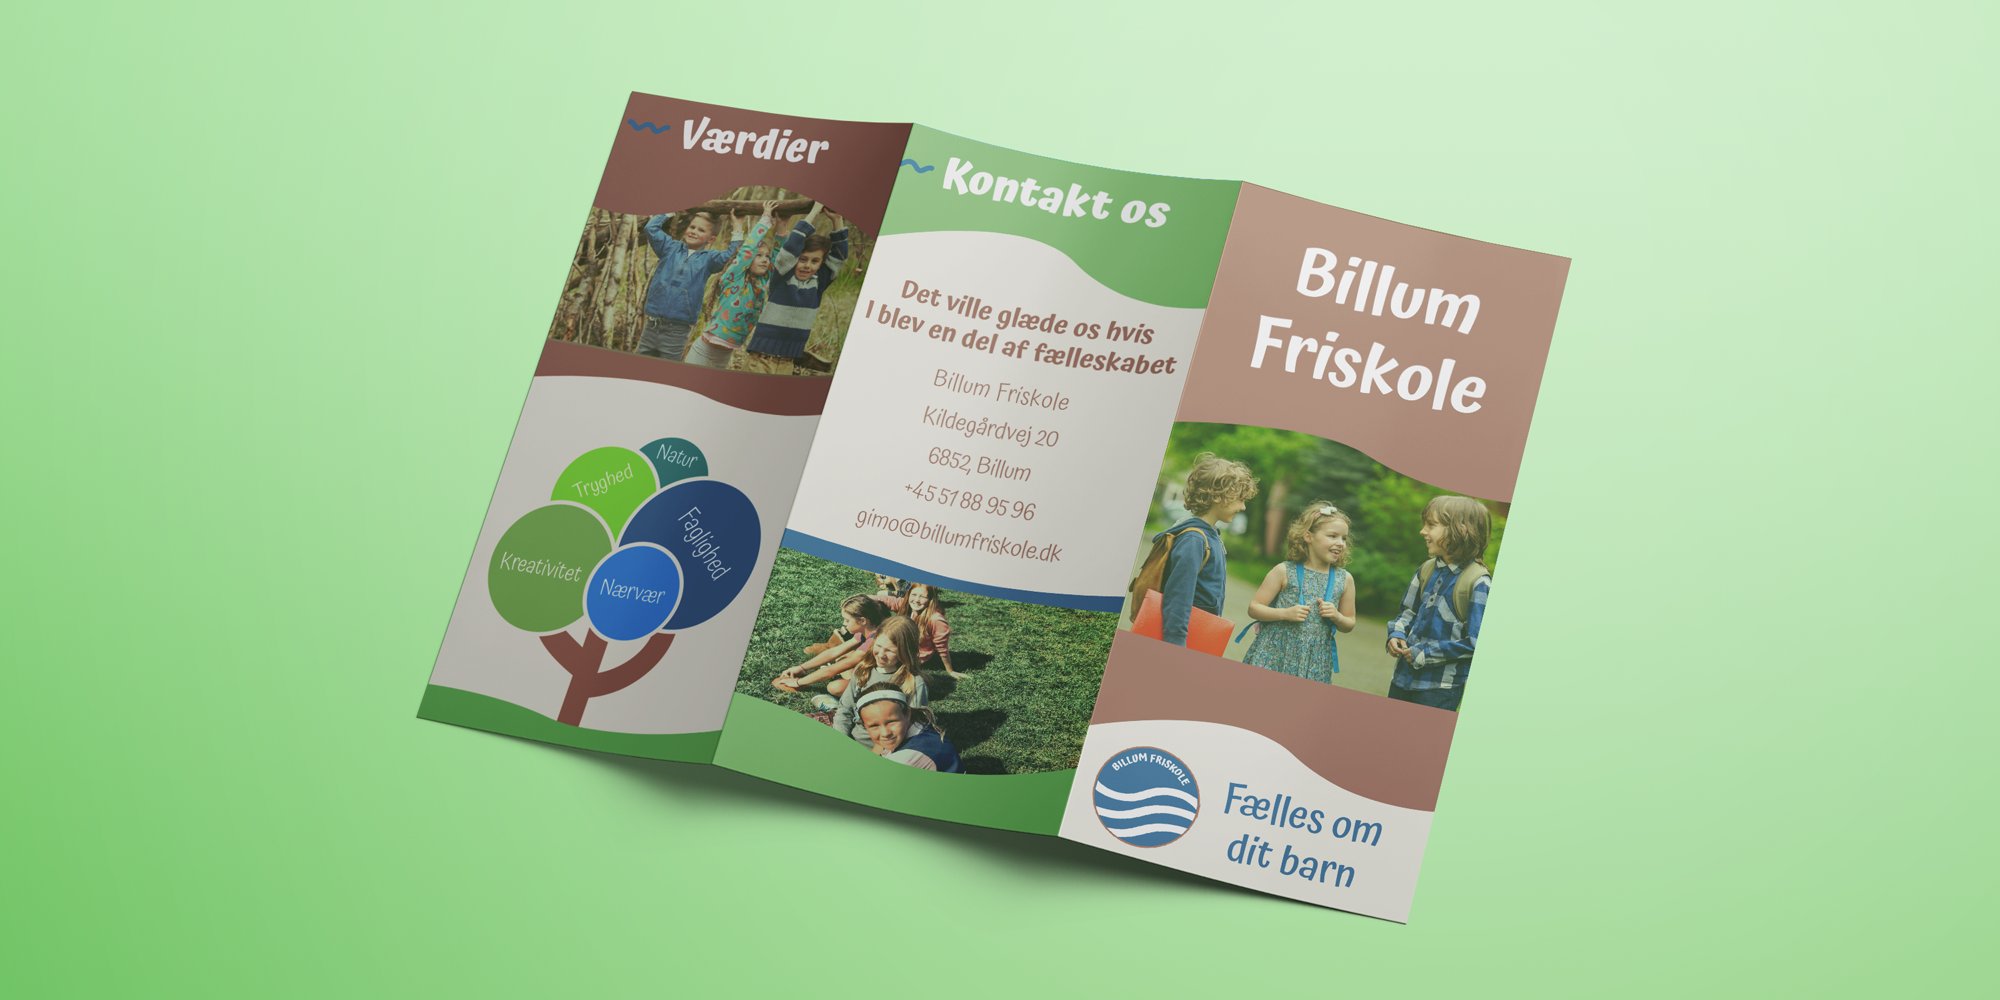 Værdier
Natur
Tryghed
Faglighed
Kreativitet
Nærvær
Kontakt os
Det ville glæde os hvis
I blev en del af fælleskabet
Billum Friskole
Kildegårdvej 20
6852, Billum
+45 51 88 95 96
gimo@billumfriskole.dk
Billum
Friskole
BILLUM FRISKOLE
Fælles om
dit barn